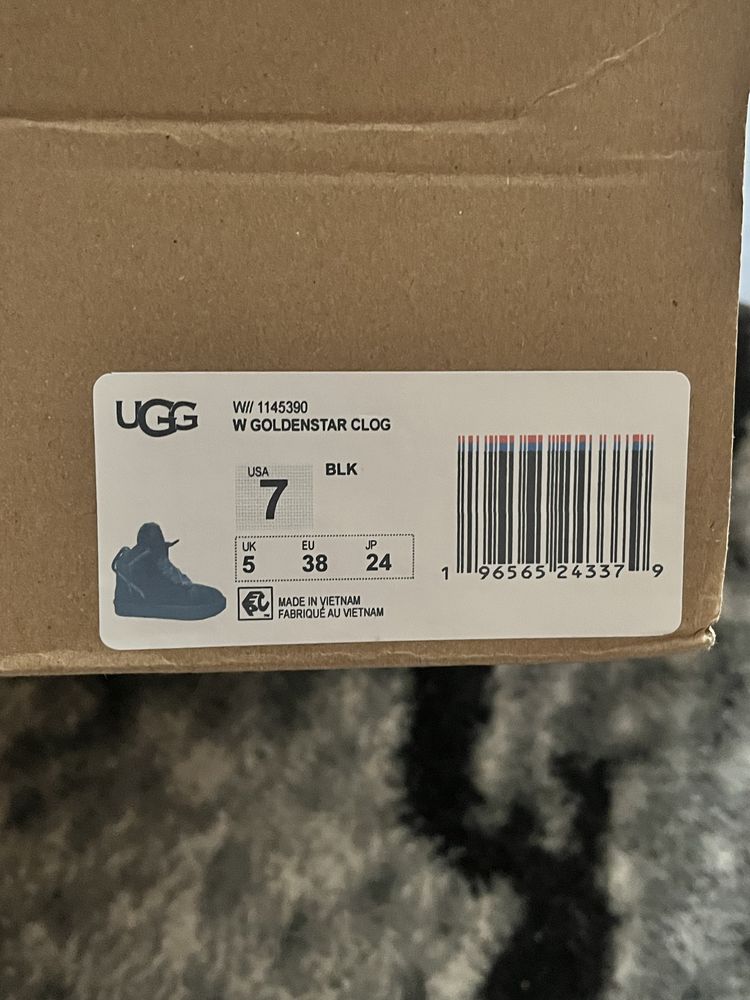 UGG
W// 1145390
W GOLDENSTAR CLOG
USA
7
BLK
UK EU JP
5 38 24
MADE IN VIETNAM
FABRIQUÉ AU VIETNAM
1 96565 24337 9